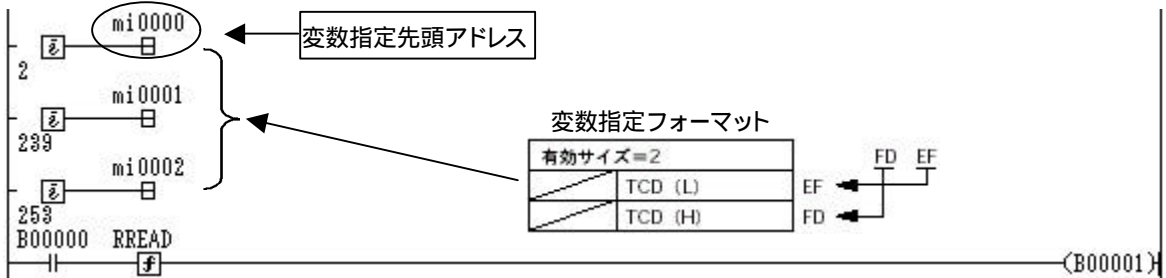 mi0000
変数指定先頭アドレス
i
2
mi0001
i
239
変数指定フォーマット
有効サイズ=2
FD EF
mi0002
TCD (L) EF
i
TCD (H) FD
253
B00000 RREAD
f
(B00001)